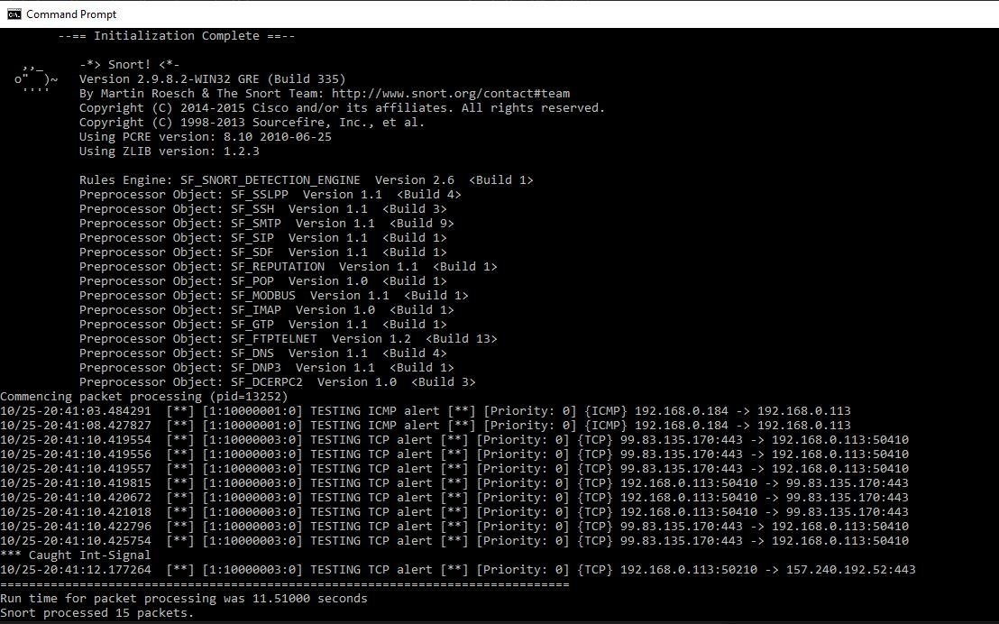 Command Prompt
--== Initialization Complete ==--
,,_ -*> Snort! <*-
o" )~ Version 2.9.8.2-WIN32 GRE (Build 335)
'''' By Martin Roesch & The Snort Team: http://www.snort.org/contact#team
Copyright (C) 2014-2015 Cisco and/or its affiliates. All rights reserved.
Copyright (C) 1998-2013 Sourcefire, Inc., et al.
Using PCRE version: 8.10 2010-06-25
Using ZLIB version: 1.2.3
Rules Engine: SF_SNORT_DETECTION_ENGINE Version 2.6 <Build 1>
Preprocessor Object: SF_SSLPP Version 1.1 <Build 4>
Preprocessor Object: SF_SSH Version 1.1 <Build 3>
Preprocessor Object: SF_SMTP Version 1.1 <Build 9>
Preprocessor Object: SF_SIP Version 1.1 <Build 1>
Preprocessor Object: SF_SDF Version 1.1 <Build 1>
Preprocessor Object: SF_REPUTATION Version 1.1 <Build 1>
Preprocessor Object: SF_POP Version 1.0 <Build 1>
Preprocessor Object: SF_MODBUS Version 1.1 <Build 1>
Preprocessor Object: SF_IMAP Version 1.0 <Build 1>
Preprocessor Object: SF_GTP Version 1.1 <Build 1>
Preprocessor Object: SF_FTPTELNET Version 1.2 <Build 13>
Preprocessor Object: SF_DNS Version 1.1 <Build 4>
Preprocessor Object: SF_DNP3 Version 1.1 <Build 1>
Preprocessor Object: SF_DCERPC2 Version 1.0 <Build 3>
Commencing packet processing (pid=13252)
10/25-20:41:03.484291 [**] [1:10000001:0] TESTING ICMP alert [**] [Priority: 0] {ICMP} 192.168.0.184 -> 192.168.0.113
10/25-20:41:08.427827 [**] [1:10000001:0] TESTING ICMP alert [**] [Priority: 0] {ICMP} 192.168.0.184 -> 192.168.0.113
10/25-20:41:10.419554 [**] [1:10000003:0] TESTING TCP alert [**] [Priority: 0] {TCP} 99.83.135.170:443 -> 192.168.0.113:50410
10/25-20:41:10.419556 [**] [1:10000003:0] TESTING TCP alert [**] [Priority: 0] {TCP} 99.83.135.170:443 -> 192.168.0.113:50410
10/25-20:41:10.419557 [**] [1:10000003:0] TESTING TCP alert [**] [Priority: 0] {TCP} 99.83.135.170:443 -> 192.168.0.113:50410
10/25-20:41:10.419815 [**] [1:10000003:0] TESTING TCP alert [**] [Priority: 0] {TCP} 192.168.0.113:50410 -> 99.83.135.170:443
10/25-20:41:10.420672 [**] [1:10000003:0] TESTING TCP alert [**] [Priority: 0] {TCP} 192.168.0.113:50410 -> 99.83.135.170:443
10/25-20:41:10.421018 [**] [1:10000003:0] TESTING TCP alert [**] [Priority: 0] {TCP} 192.168.0.113:50410 -> 99.83.135.170:443
10/25-20:41:10.422796 [**] [1:10000003:0] TESTING TCP alert [**] [Priority: 0] {TCP} 99.83.135.170:443 -> 192.168.0.113:50410
10/25-20:41:10.425754 [**] [1:10000003:0] TESTING TCP alert [**] [Priority: 0] {TCP} 99.83.135.170:443 -> 192.168.0.113:50410
*** Caught Int-Signal
10/25-20:41:12.177264 [**] [1:10000003:0] TESTING TCP alert [**] [Priority: 0] {TCP} 192.168.0.113:50210 -> 157.240.192.52:443
===============================================================================
Run time for packet processing was 11.51000 seconds
Snort processed 15 packets.